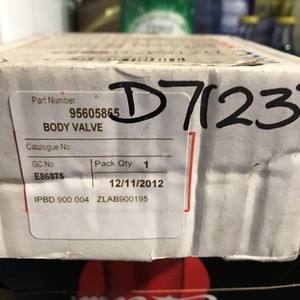 Part Number
95605865
BODY VALVE
D7123
Catalogue No
GC No
Pack Qty 1
E86875
12/11/2012
IPBD 900 004 ZLAB900195